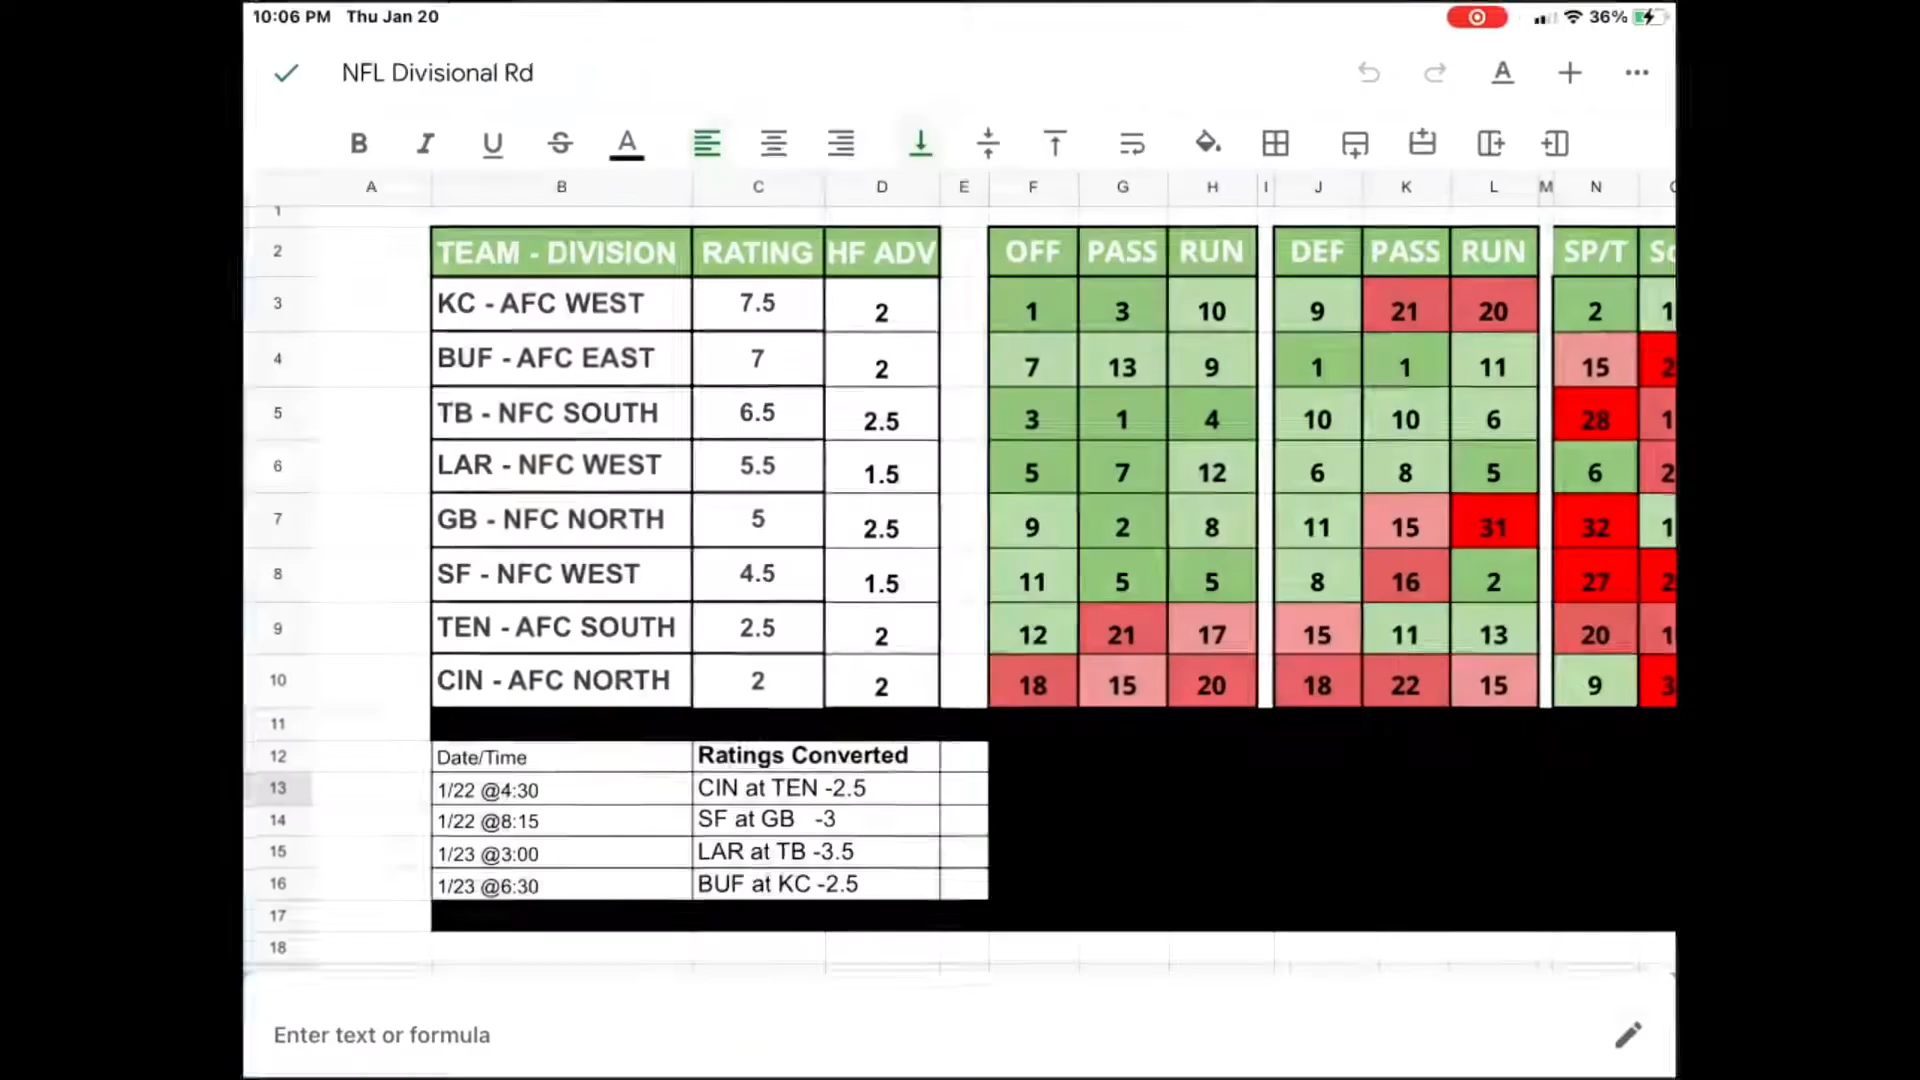 10:06 PM Thu Jan 20 36%
NFL Divisional Rd
B I U S A
A B C D E F G H I J K L M N
1
2 TEAM - DIVISION RATING HF ADV OFF PASS RUN DEF PASS RUN SP/T
3 KC - AFC WEST 7.5 2 1 3 10 9 21 20 2
4 BUF - AFC EAST 7 2 7 13 9 1 1 11 15
5 TB - NFC SOUTH 6.5 2.5 3 1 4 10 10 6 28
6 LAR - NFC WEST 5.5 1.5 5 7 12 6 8 5 6
7 GB - NFC NORTH 5 2.5 9 2 8 11 15 31 32
8 SF - NFC WEST 4.5 1.5 11 5 5 8 16 2 27
9 TEN - AFC SOUTH 2.5 2 12 21 17 15 11 13 20
10 CIN - AFC NORTH 2 2 18 15 20 18 22 15 9
11
12 Date/Time Ratings Converted
13 1/22 @4:30 CIN at TEN -2.5
14 1/22 @8:15 SF at GB -3
15 1/23 @3:00 LAR at TB -3.5
16 1/23 @6:30 BUF at KC -2.5
17
18
Enter text or formula